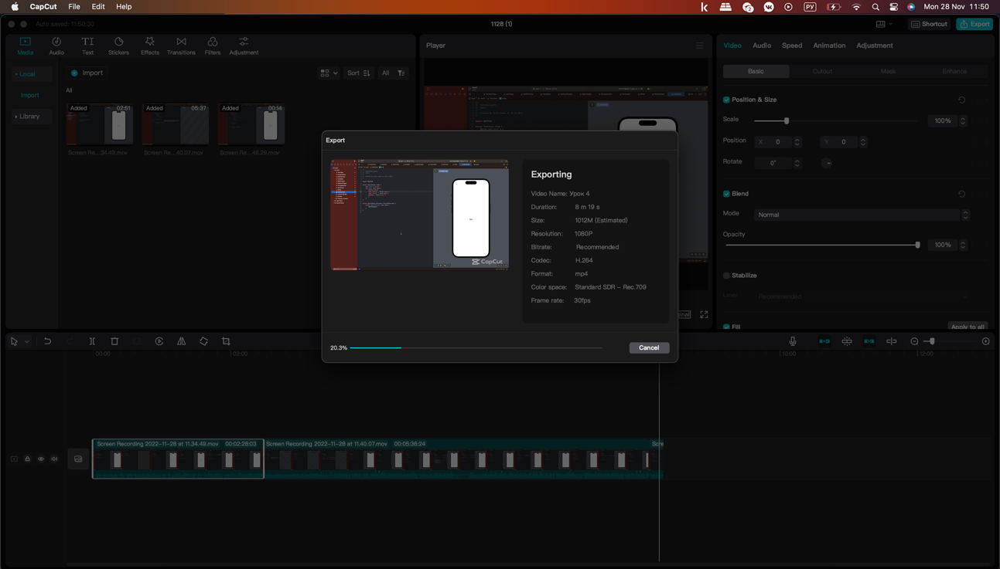 CapCut File Edit Help
РУ
Mon 28 Nov 11:50
Auto saved: 11:50:30
1128 (1)
Shortcut
Export
Media Audio Text Stickers Effects Transitions Filters Adjustment
Player
Video Audio Speed Animation Adjustment
Local
Import
Library
Import
Sort
All
All
Added 02:51
Added 05:37
Added 00:14
Screen Re...34.49.mov
Screen Re...40.07.mov
Screen Re...48.29.mov
Basic Cutout Mask Enhance
Position & Size
Scale 100%
Position X 0 Y 0
Rotate 0°
Blend
Mode Normal
Opacity
100%
Stabilize
Level Recommended
Fill
Apply to all
Export
CapCut
Exporting
Video Name: Урок 4
Duration: 8 m 19 s
Size: 1012M (Estimated)
Resolution: 1080P
Bitrate: Recommended
Codec: H.264
Format: mp4
Color space: Standard SDR - Rec.709
Frame rate: 30fps
20.3%
Cancel
00:00
02:00
10:00
12:00
Screen Recording 2022-11-28 at 11.34.49.mov 00:02:28:03
Screen Recording 2022-11-28 at 11.40.07.mov 00:05:36:24
Scre